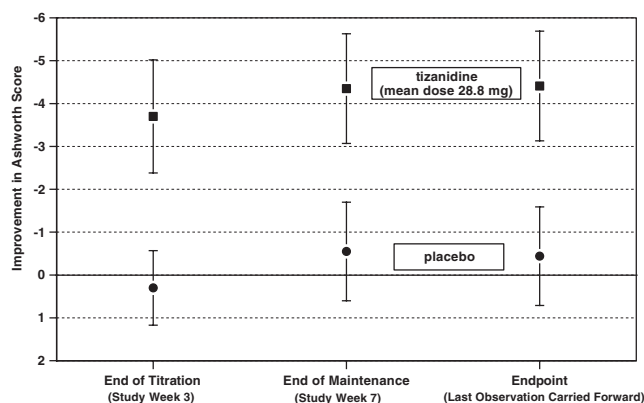 Improvement in Ashworth Score
-6
-5
-4
-3
-2
-1
0
1
2
tizanidine
(mean dose 28.8 mg)
placebo
End of Titration
(Study Week 3)
End of Maintenance
(Study Week 7)
Endpoint
(Last Observation Carried Forward)